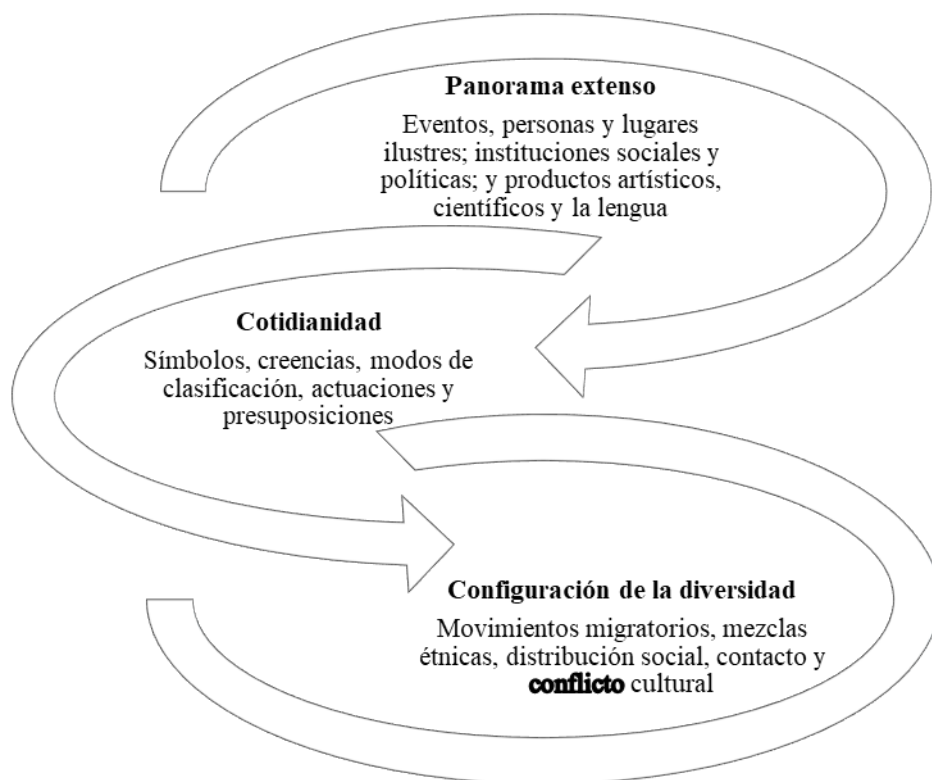 Panorama extenso
Eventos, personas y lugares
ilustres; instituciones sociales y
políticas; y productos artísticos,
científicos y la lengua
Cotidianidad
Símbolos, creencias, modos de
clasificación, actuaciones y
presuposiciones
Configuración de la diversidad
Movimientos migratorios, mezclas
étnicas, distribución social, contacto y
conflicto cultural